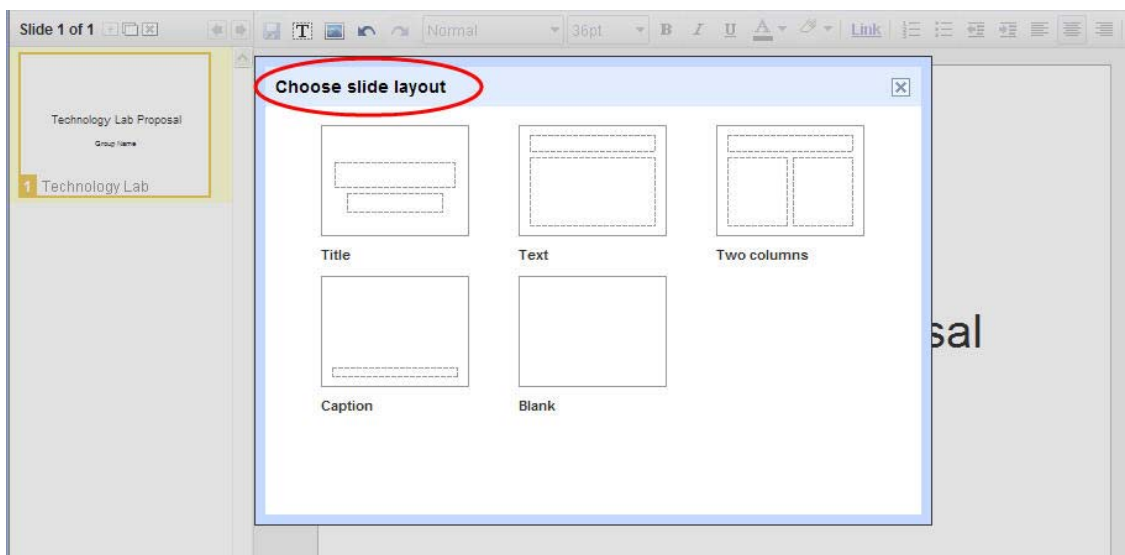 Slide 1 of 1
T Normal 36pt B I U A Link
Choose slide layout
Technology Lab Proposal
Group Name
1 Technology Lab
Title Text Two columns
sal
Caption Blank